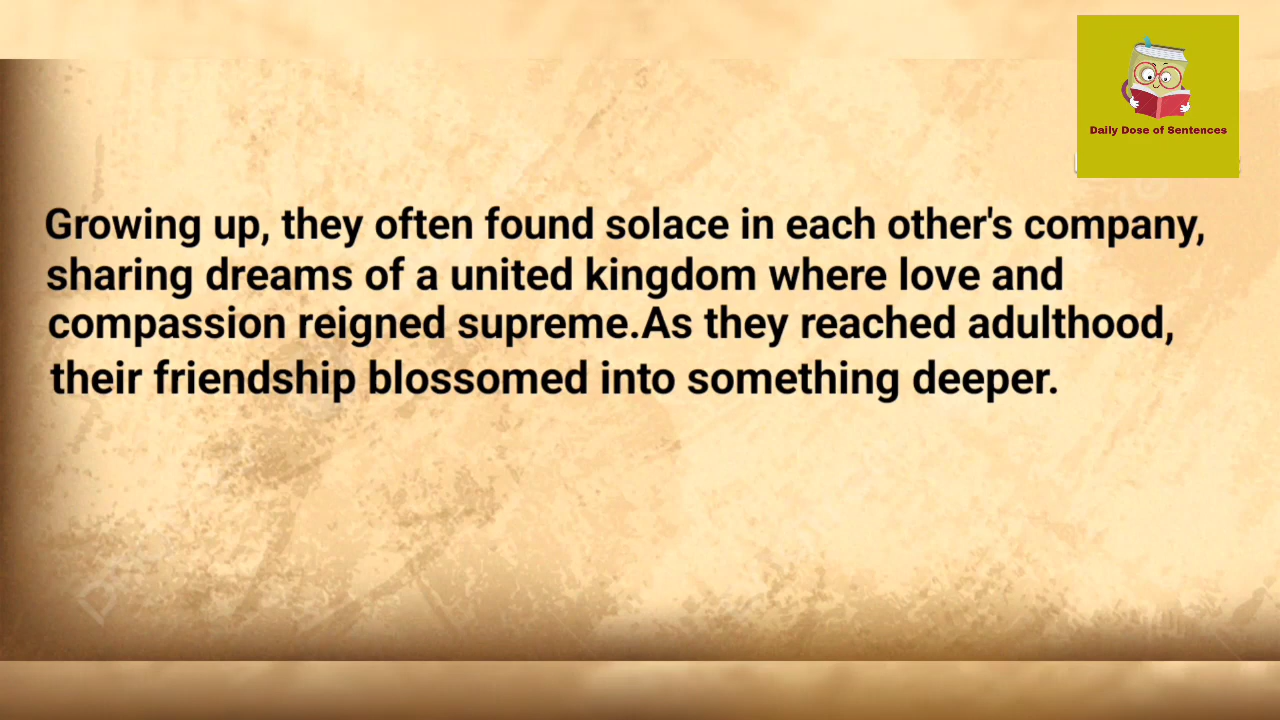 Daily Dose of Sentences
Growing up, they often found solace in each other's company,
sharing dreams of a united kingdom where love and
compassion reigned supreme.As they reached adulthood,
their friendship blossomed into something deeper.